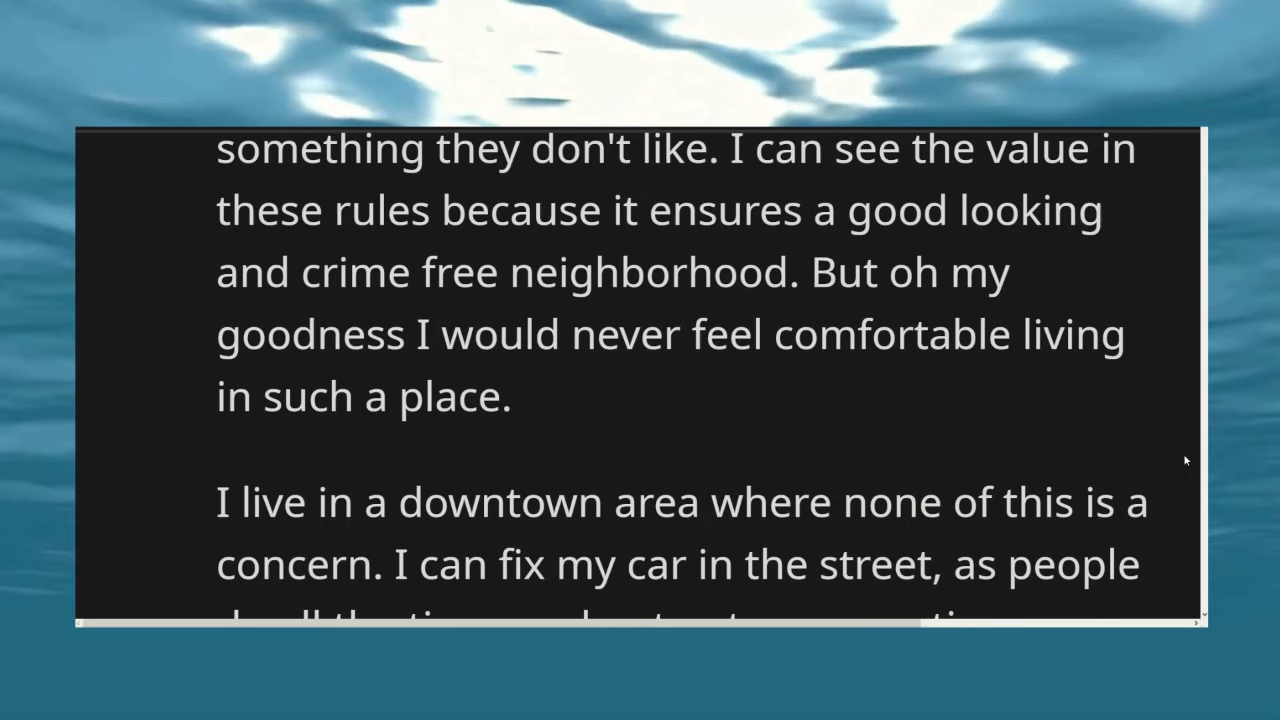 something they don't like. I can see the value in
these rules because it ensures a good looking
and crime free neighborhood. But oh my
goodness I would never feel comfortable living
in such a place.
I live in a downtown area where none of this is a
concern. I can fix my car in the street, as people